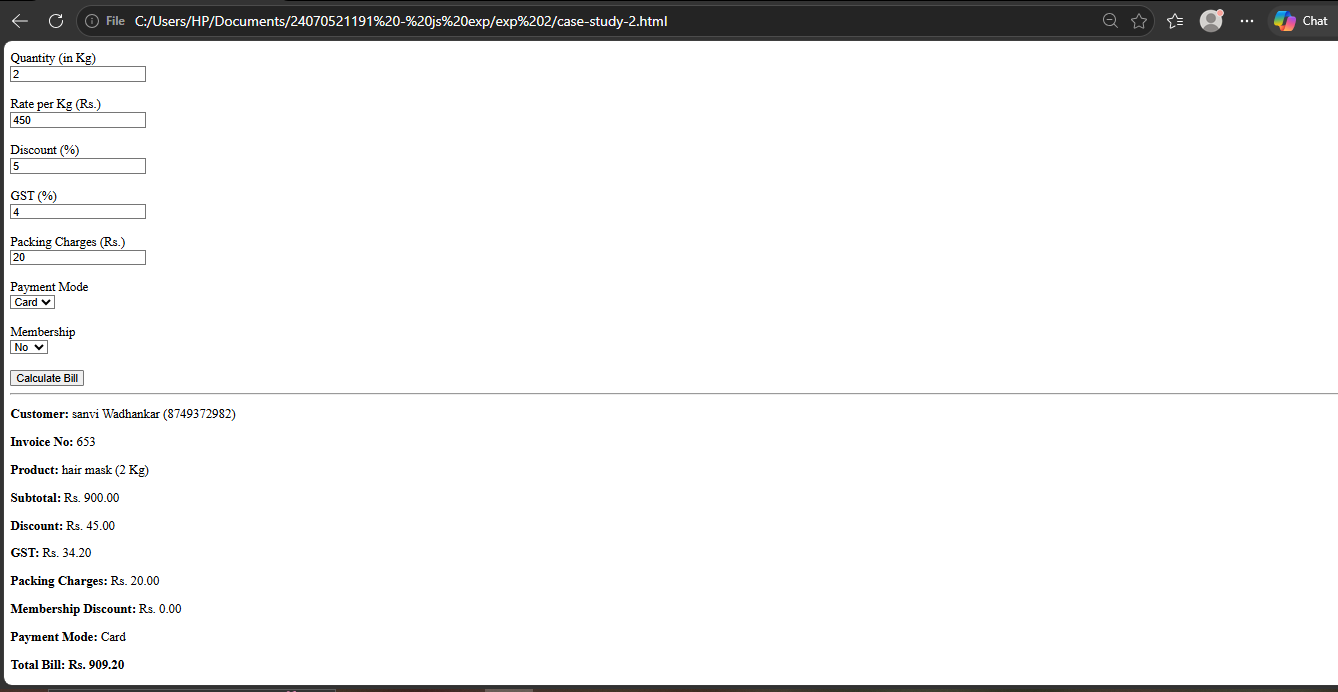 File C:/Users/HP/Documents/24070521191%20-%20js%20exp/exp%202/case-study-2.html
Chat
Quantity (in Kg)
2
Rate per Kg (Rs.)
450
Discount (%)
5
GST (%)
4
Packing Charges (Rs.)
20
Payment Mode
Card
Membership
No
Calculate Bill
Customer: sanvi Wadhankar (8749372982)
Invoice No: 653
Product: hair mask (2 Kg)
Subtotal: Rs. 900.00
Discount: Rs. 45.00
GST: Rs. 34.20
Packing Charges: Rs. 20.00
Membership Discount: Rs. 0.00
Payment Mode: Card
Total Bill: Rs. 909.20